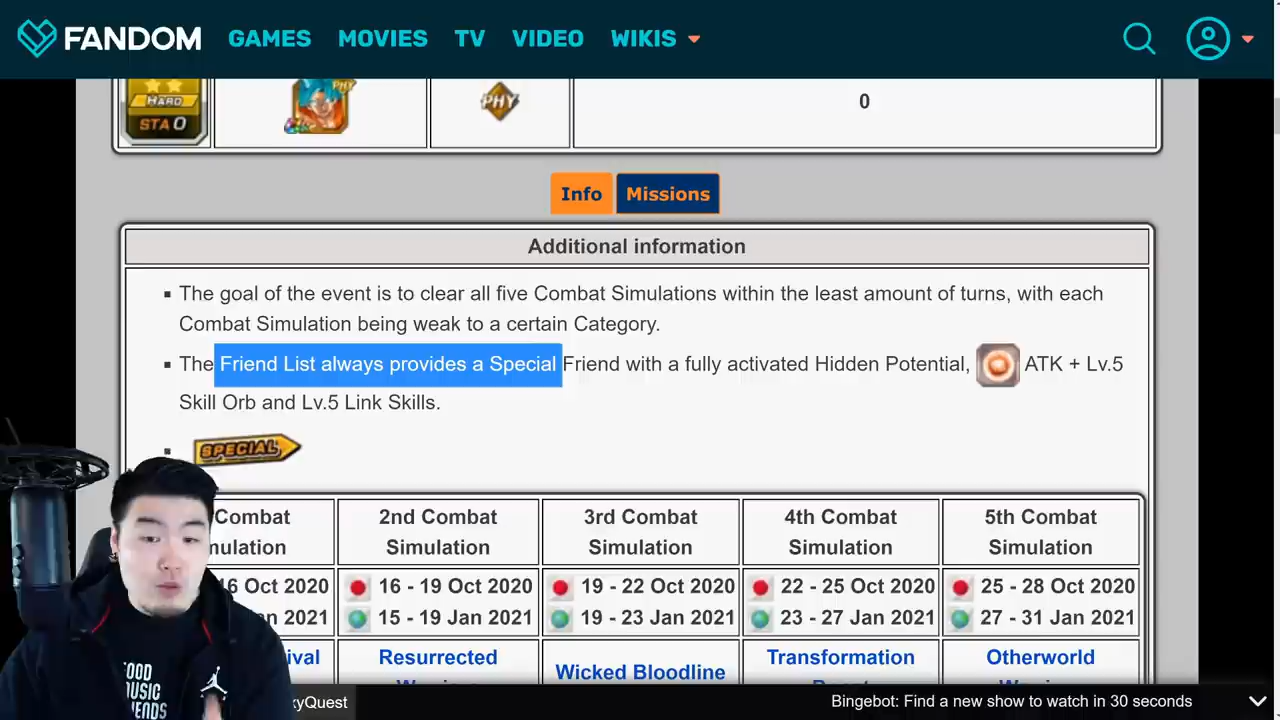 FANDOM GAMES MOVIES TV VIDEO WIKIS
HARD
STA 0
PHY
PHY
0
Info Missions
Additional information
The goal of the event is to clear all five Combat Simulations within the least amount of turns, with each
Combat Simulation being weak to a certain Category.
The Friend List always provides a Special Friend with a fully activated Hidden Potential, ATK + Lv.5
Skill Orb and Lv.5 Link Skills.
SPECIAL
Combat
2nd Combat
Simulation
3rd Combat
Simulation
4th Combat
Simulation
5th Combat
Simulation
16 - 19 Oct 2020
15 - 19 Jan 2021
19 - 22 Oct 2020
19 - 23 Jan 2021
22 - 25 Oct 2020
23 - 27 Jan 2021
25 - 28 Oct 2020
27 - 31 Jan 2021
6 Oct 2020
2021
Resurrected
Wicked Bloodline
Transformation
Otherworld
MUSIC
Bingebot: Find a new show to watch in 30 seconds